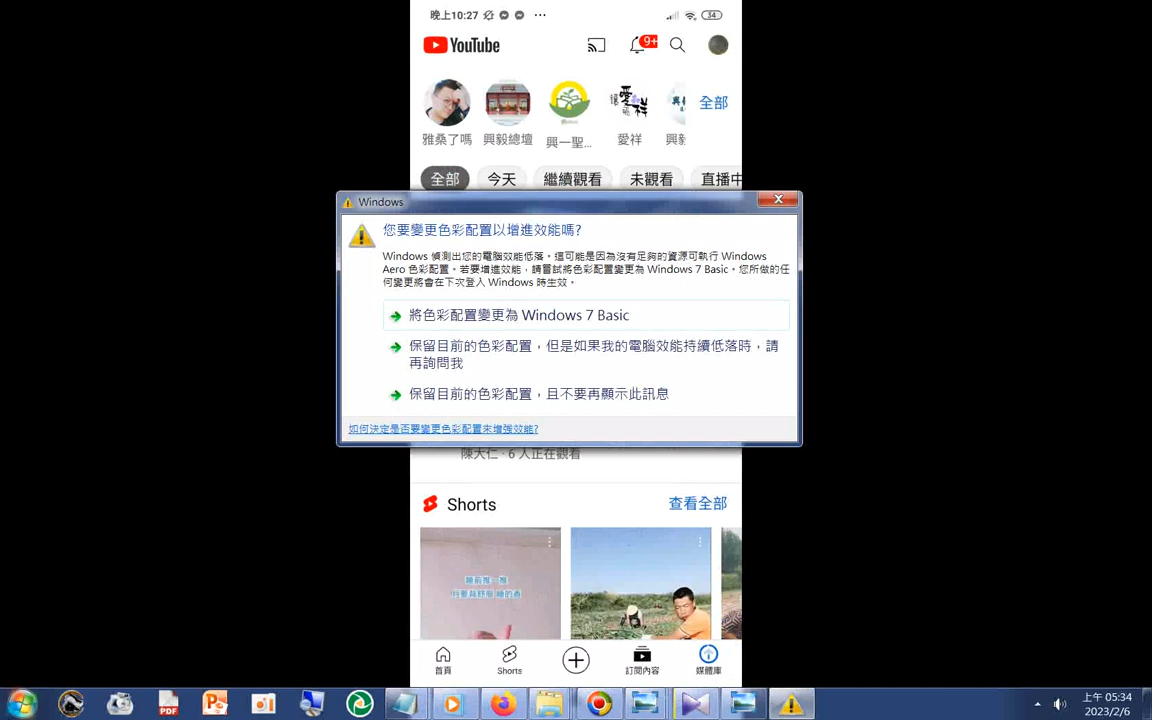 晚上10:27
34
YouTube
9+
雅桑了嗎
興毅總壇
興一聖...
愛祥
興毅
全部
全部
今天
繼續觀看
未觀看
直播中
Windows
您要變更色彩配置以增進效能嗎?
Windows 偵測出您的電腦效能低落。這可能是因為沒有足夠的資源可執行 Windows
Aero 色彩配置。若要增進效能，請嘗試將色彩配置變更為 Windows 7 Basic。您所做的任
何變更將會在下次登入 Windows 時生效。
將色彩配置變更為 Windows 7 Basic
保留目前的色彩配置，但是如果我的電腦效能持續低落時，請
再詢問我
保留目前的色彩配置，且不要再顯示此訊息
如何決定是否要變更色彩配置來增強效能?
陳大仁 · 6 人正在觀看
Shorts
查看全部
睡前推一推
首頁
Shorts
訂閱內容
媒體庫
PDF
上午 05:34
2023/2/6